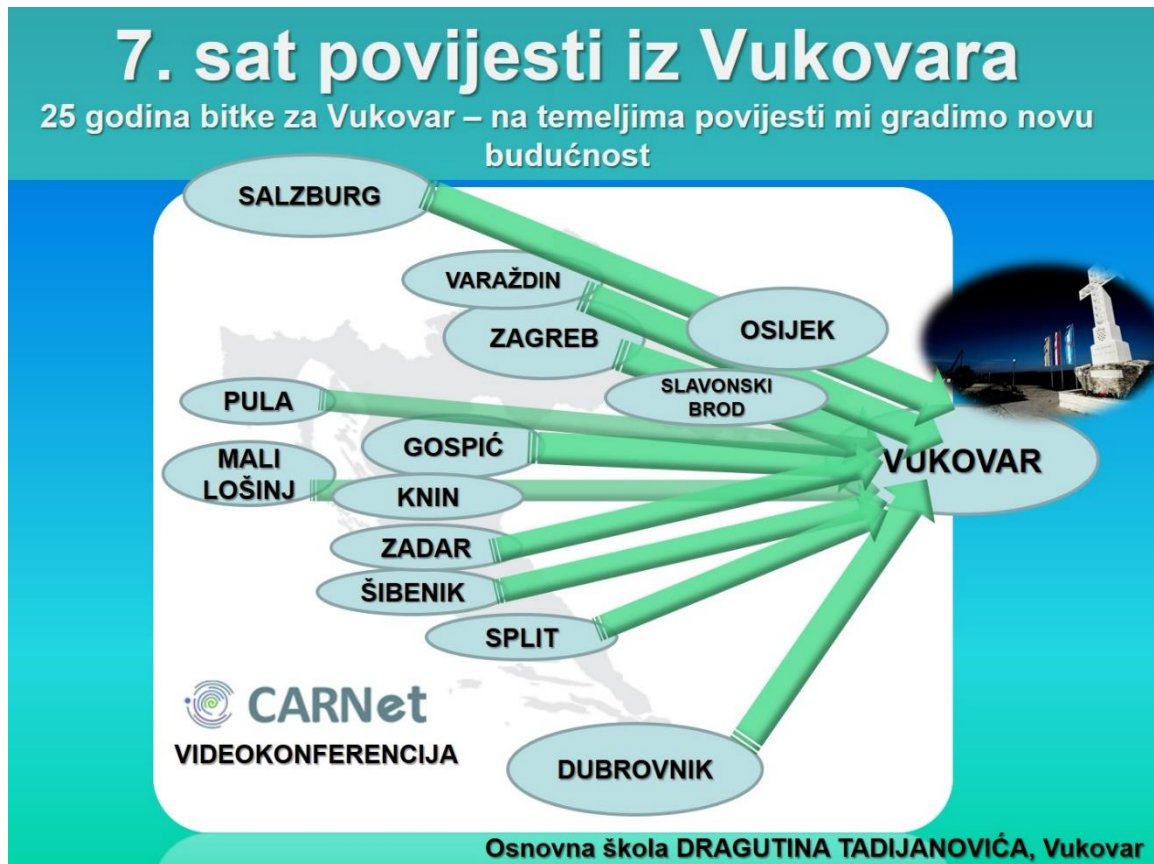 7. sat povijesti iz Vukovara
25 godina bitke za Vukovar – na temeljima povijesti mi gradimo novu
budućnost
SALZBURG
VARAŽDIN
ZAGREB
OSIJEK
SLAVONSKI
BROD
PULA
GOSPIĆ
VUKOVAR
MALI
LOŠINJ
KNIN
ZADAR
ŠIBENIK
SPLIT
CARNet
VIDEOKONFERENCIJA
DUBROVNIK
Osnovna škola DRAGUTINA TADIJANOVIĆA, Vukovar